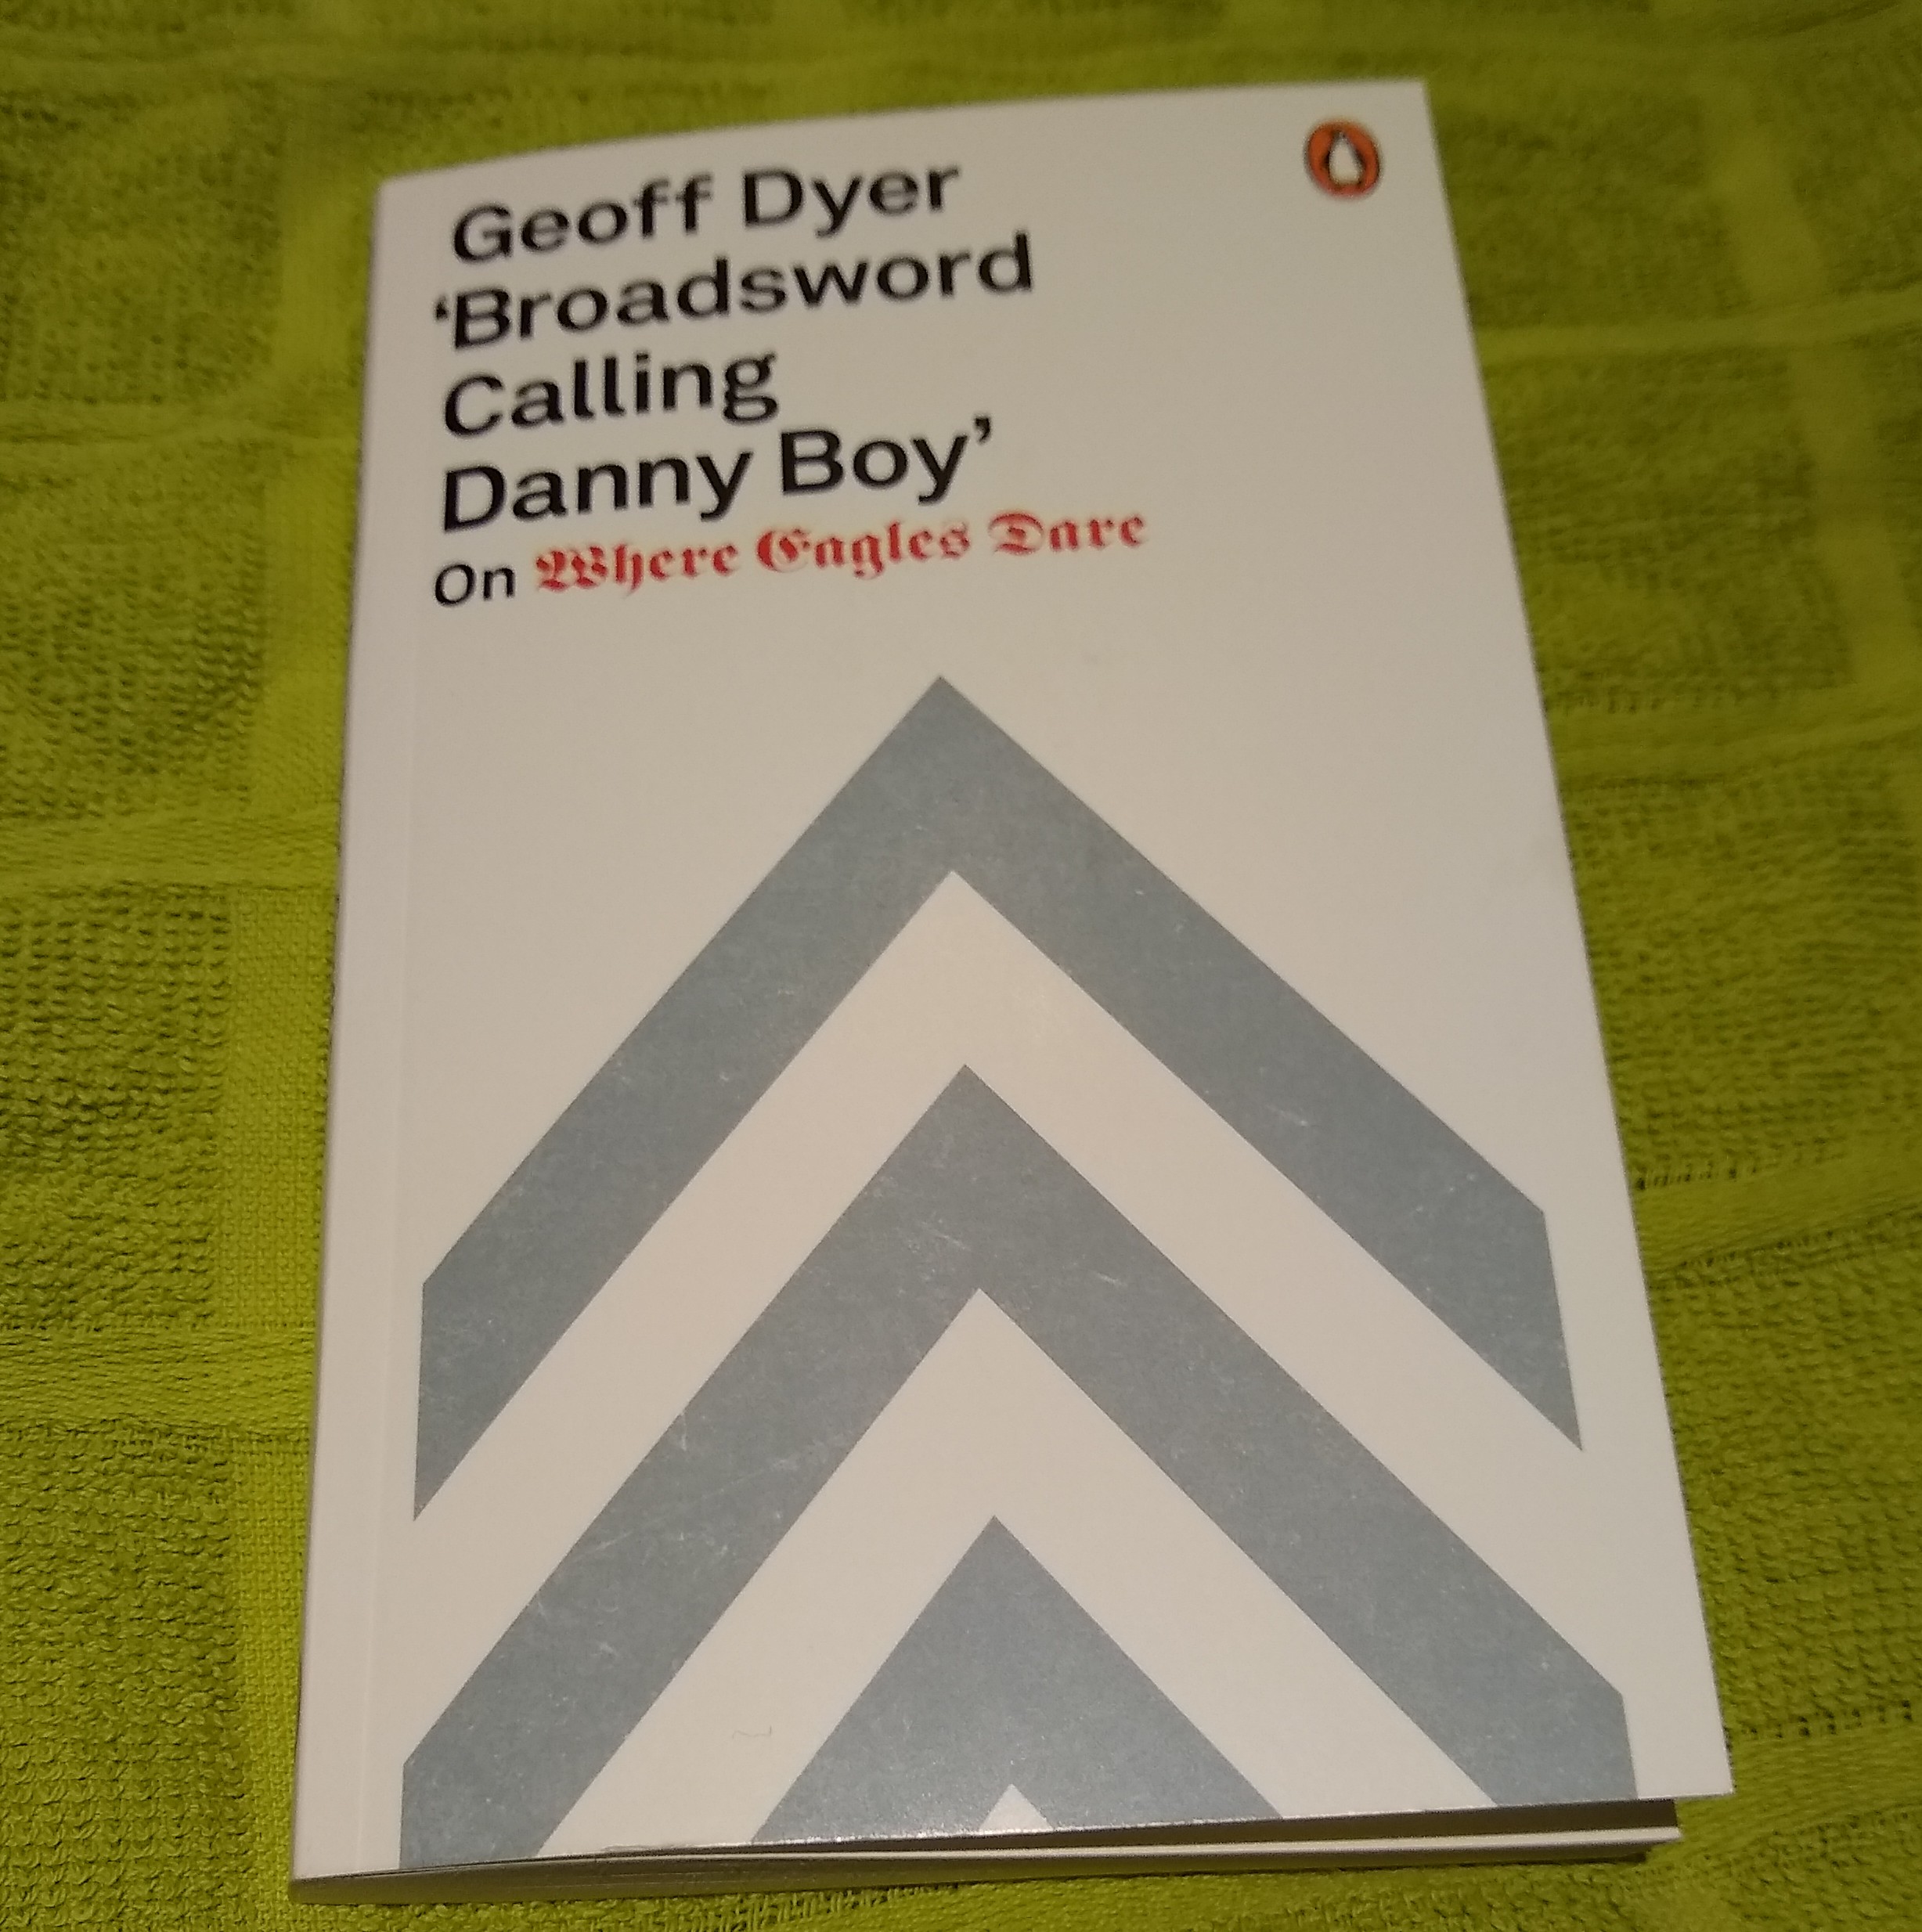 Geoff Dyer
‘Broadsword
Calling
Danny Boy’
On Where Eagles Dare